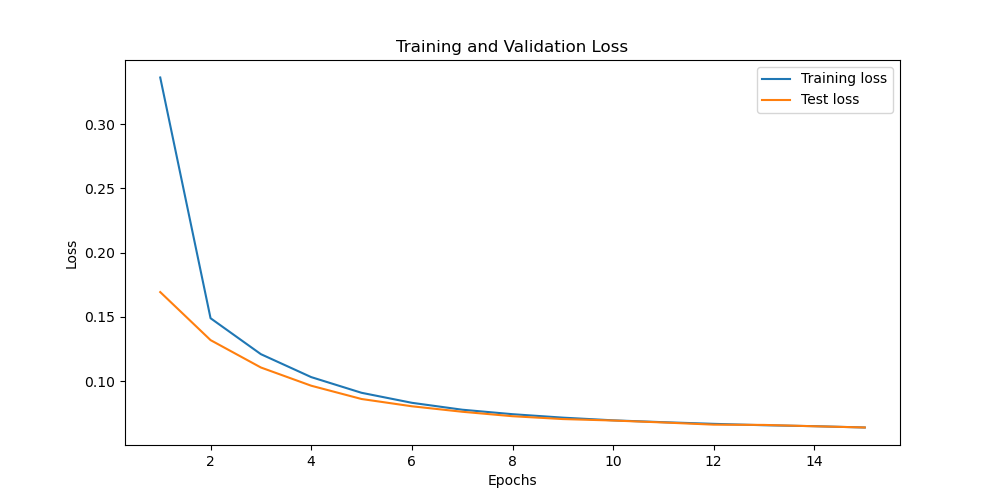 Training and Validation Loss
Training loss
Test loss
Loss
0.30
0.25
0.20
0.15
0.10
2 4 6 8 10 12 14
Epochs